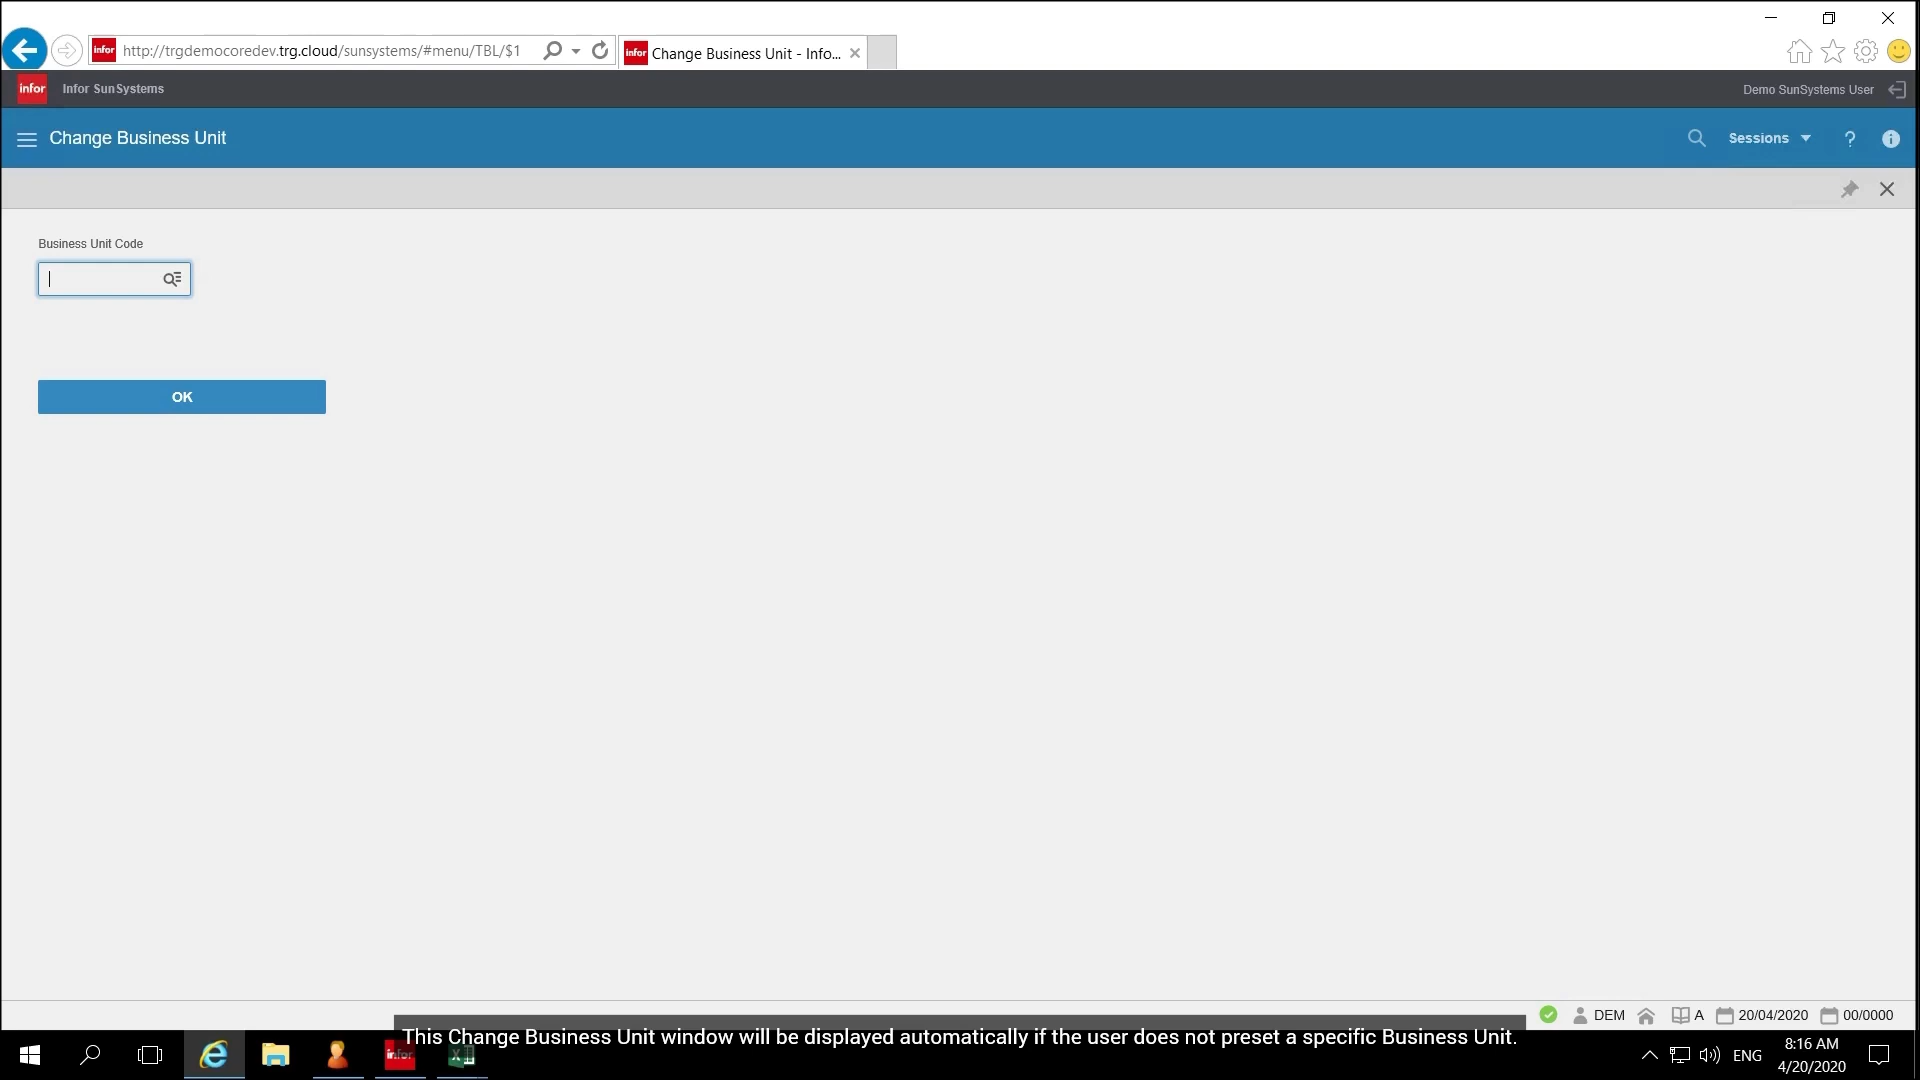 infor http://trgdemocoredev.trg.cloud/sunsystems/#menu/TBL/$1 infor Change Business Unit - Info...
infor Infor SunSystems Demo SunSystems User
Change Business Unit Sessions ?
Business Unit Code
OK
DEM A 20/04/2020 00/0000
This Change Business Unit window will be displayed automatically if the user does not preset a specific Business Unit.
infor ENG 8:16 AM
4/20/2020